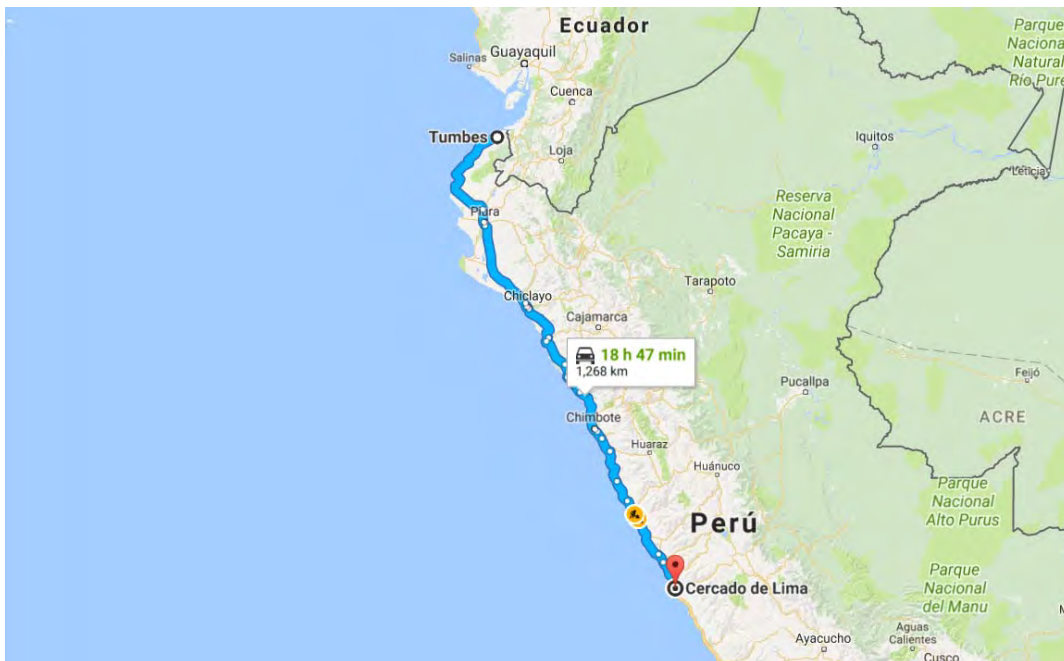 Ecuador
Parque
Nacional
Natural
Río Pure
Salinas
Guayaquil
Cuenca
Tumbes
Iquitos
Loja
Leticia
Reserva
Nacional
Pacaya -
Samiria
Piura
Tarapoto
Chiclayo
Cajamarca
18 h 47 min
1,268 km
Feijó
Pucallpa
ACRE
Chimbote
Huaraz
Huánuco
Parque
Nacional
Alto Purus
Perú
Parque
Nacional
del Manu
Cercado de Lima
Aguas
Calientes
Ayacucho
Cusco